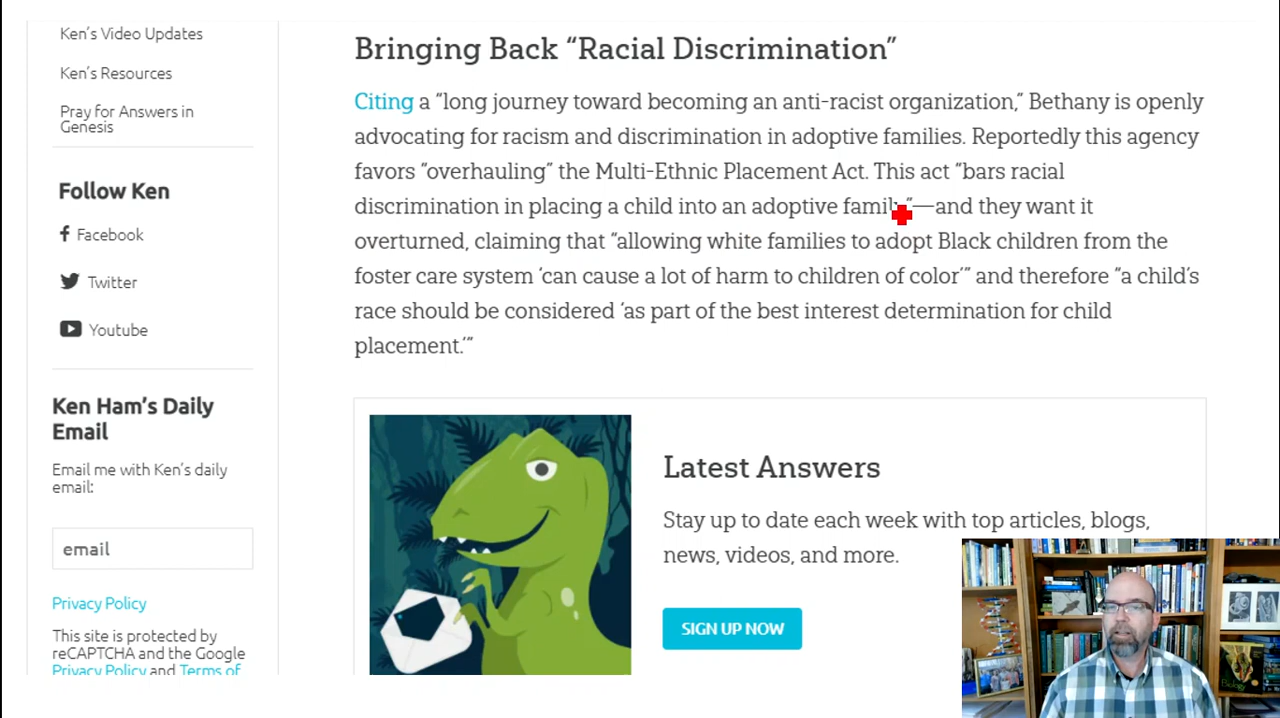 Ken's Video Updates
Ken's Resources
Pray for Answers in
Genesis
Follow Ken
Facebook
Twitter
Youtube
Ken Ham's Daily
Email
Email me with Ken's daily
email:
email
Privacy Policy
This site is protected by
reCAPTCHA and the Google
Privacy Policy and Terms of
Bringing Back “Racial Discrimination”
Citing a “long journey toward becoming an anti-racist organization,” Bethany is openly
advocating for racism and discrimination in adoptive families. Reportedly this agency
favors “overhauling” the Multi-Ethnic Placement Act. This act “bars racial
discrimination in placing a child into an adoptive family”—and they want it
overturned, claiming that “allowing white families to adopt Black children from the
foster care system ‘can cause a lot of harm to children of color’” and therefore “a child’s
race should be considered ‘as part of the best interest determination for child
placement.’”
Latest Answers
Stay up to date each week with top articles, blogs,
news, videos, and more.
SIGN UP NOW